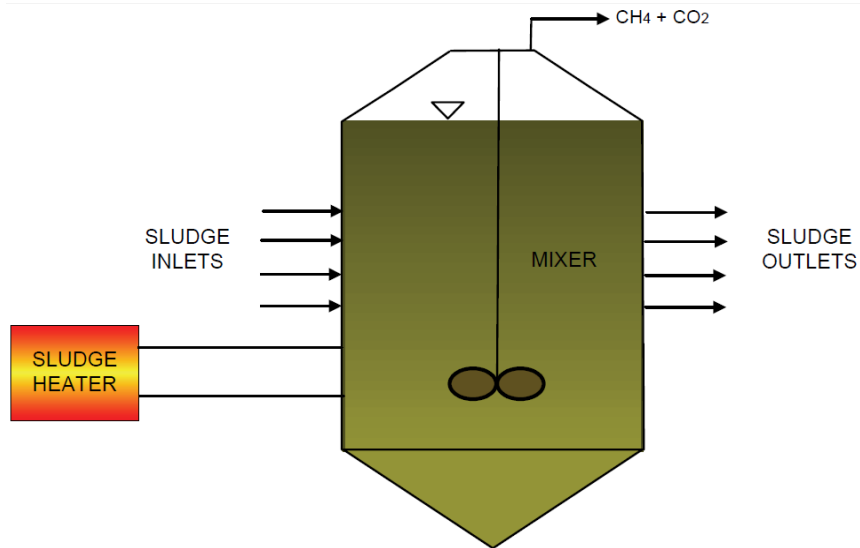 CH4 + CO2
SLUDGE
INLETS
MIXER
SLUDGE
OUTLETS
SLUDGE
HEATER